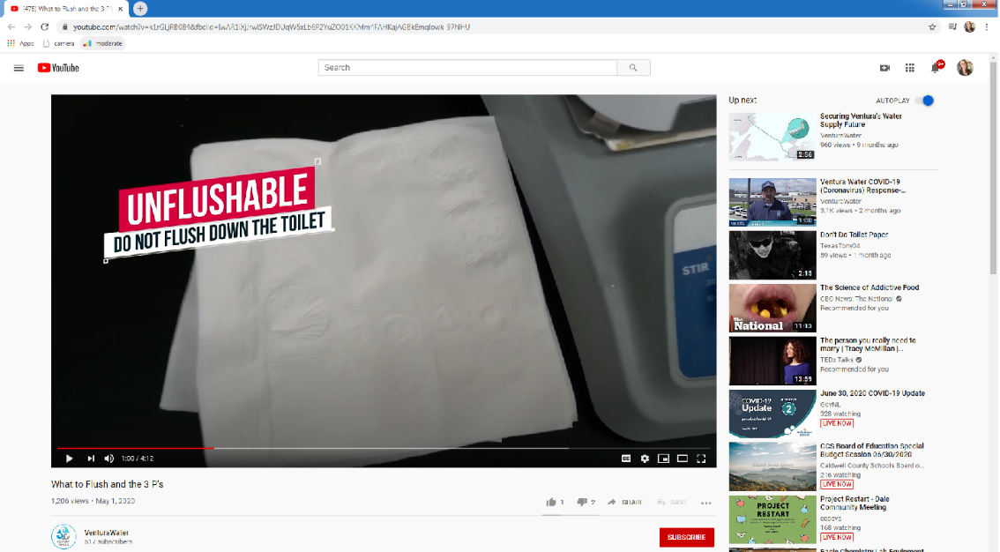 (478) What to Flush and the 3 P's
Apps camera moderate
YouTube
Search
9+
UNFLUSHABLE
DO NOT FLUSH DOWN THE TOILET
STIR
1:00 / 4:12
What to Flush and the 3 P's
1,206 views • May 1, 2020
1 2 SHARE SAVE
VenturaWater
517 subscribers
SUBSCRIBE
Up next
AUTOPLAY
Securing Ventura's Water
Supply Future
VenturaWater
960 views • 9 months ago
2:56
Ventura Water COVID-19
(Coronavirus) Response-...
VenturaWater
3.1K views • 2 months ago
1:00
Don't Do Toilet Paper
TexasTony04
59 views • 1 month ago
2:15
The Science of Addictive Food
CBC News: The National
Recommended for you
The
National
11:13
The person you really need to
marry | Tracy McMillan |...
TEDx Talks
Recommended for you
13:59
June 30, 2020 COVID-19 Update
GovNL
328 watching
LIVE NOW
COVID-19
Update
2
CCS Board of Education Special
Budget Session 06/30/2020
Caldwell County Schools Board o...
216 watching
LIVE NOW
Project Restart - Dale
Community Meeting
168 watching
LIVE NOW
PROJECT
RESTART